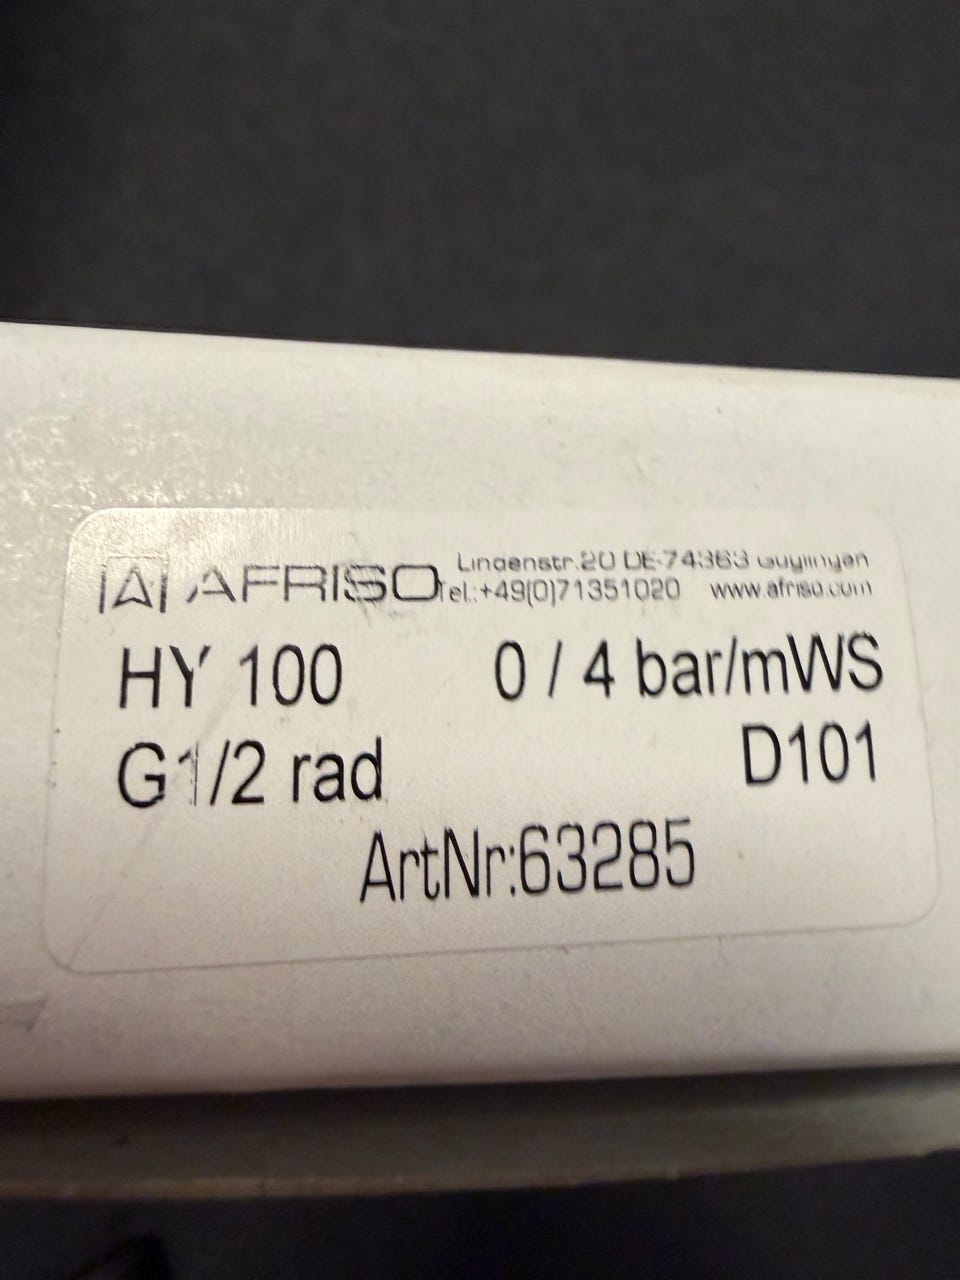 AFRISO Lindenstr.20 DE-74363 Güglingen
Tel.:+49(0)71351020 www.afriso.com
HY 100 0 / 4 bar/mWS
G1/2 rad D101
ArtNr:63285